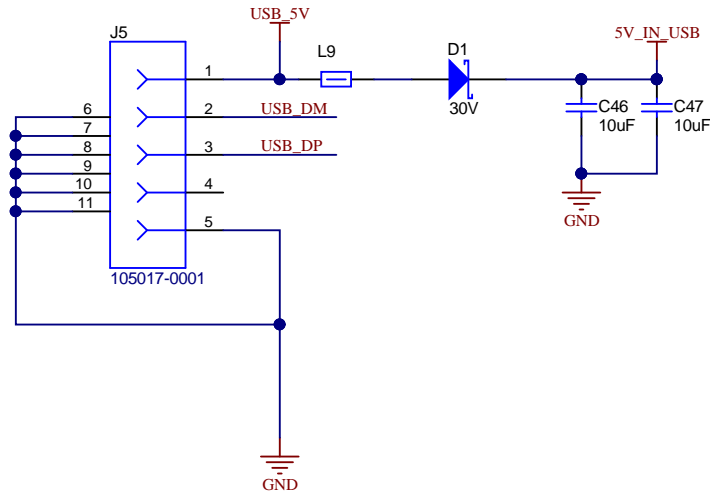 USB_5V
5V_IN_USB
J5
L9
D1
1
30V
6
2
USB_DM
C46
C47
7
10uF
10uF
8
3
USB_DP
9
10
4
11
5
GND
105017-0001
GND